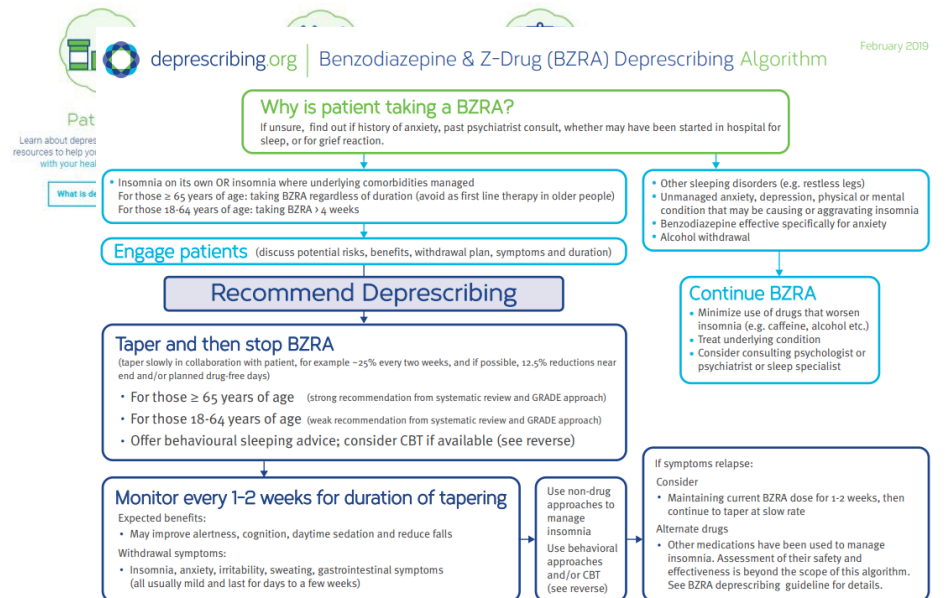 deprescribing.org | Benzodiazepine & Z-Drug (BZRA) Deprescribing Algorithm
February 2019
Learn about
resources to help
with your
What is
Why is patient taking a BZRA?
If unsure, find out if history of anxiety, past psychiatrist consult, whether may have been started in hospital for
sleep, or for grief reaction.
• Insomnia on its own OR insomnia where underlying comorbidities managed
For those ≥ 65 years of age: taking BZRA regardless of duration (avoid as first line therapy in older people)
For those 18-64 years of age: taking BZRA > 4 weeks
• Other sleeping disorders (e.g. restless legs)
• Unmanaged anxiety, depression, physical or mental
condition that may be causing or aggravating insomnia
• Benzodiazepine effective specifically for anxiety
• Alcohol withdrawal
Engage patients (discuss potential risks, benefits, withdrawal plan, symptoms and duration)
Recommend Deprescribing
Continue BZRA
• Minimize use of drugs that worsen
insomnia (e.g. caffeine, alcohol etc.)
• Treat underlying condition
• Consider consulting psychologist or
psychiatrist or sleep specialist
Taper and then stop BZRA
(taper slowly in collaboration with patient, for example ~25% every two weeks, and if possible, 12.5% reductions near
end and/or planned drug-free days)
• For those ≥ 65 years of age (strong recommendation from systematic review and GRADE approach)
• For those 18-64 years of age (weak recommendation from systematic review and GRADE approach)
• Offer behavioural sleeping advice; consider CBT if available (see reverse)
Monitor every 1-2 weeks for duration of tapering
Expected benefits:
• May improve alertness, cognition, daytime sedation and reduce falls
Withdrawal symptoms:
• Insomnia, anxiety, irritability, sweating, gastrointestinal symptoms
(all usually mild and last for days to a few weeks)
Use non-drug
approaches to
manage
insomnia
Use behavioral
approaches
and/or CBT
(see reverse)
If symptoms relapse:
Consider
• Maintaining current BZRA dose for 1-2 weeks, then
continue to taper at slow rate
Alternate drugs
• Other medications have been used to manage
insomnia. Assessment of their safety and
effectiveness is beyond the scope of this algorithm.
See BZRA deprescribing guideline for details.